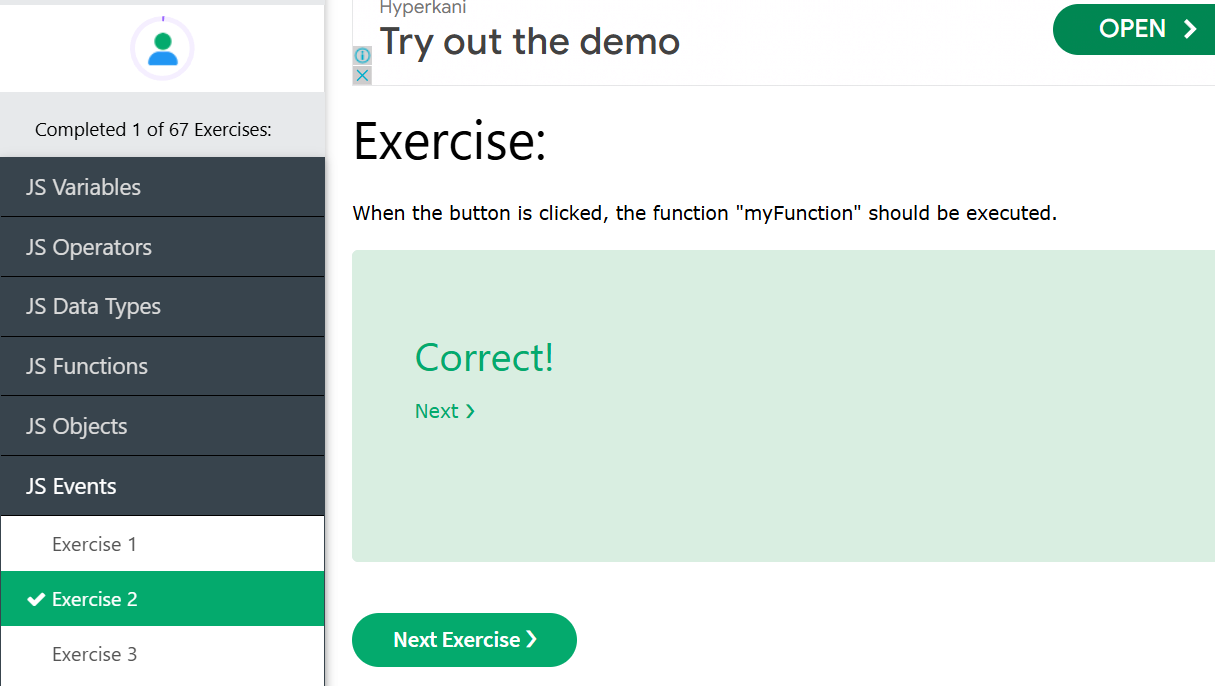 Hyperkani
Try out the demo
OPEN
Completed 1 of 67 Exercises:
JS Variables
JS Operators
JS Data Types
JS Functions
JS Objects
JS Events
Exercise 1
Exercise 2
Exercise 3
Exercise:
When the button is clicked, the function "myFunction" should be executed.
Correct!
Next ❯
Next Exercise ❯